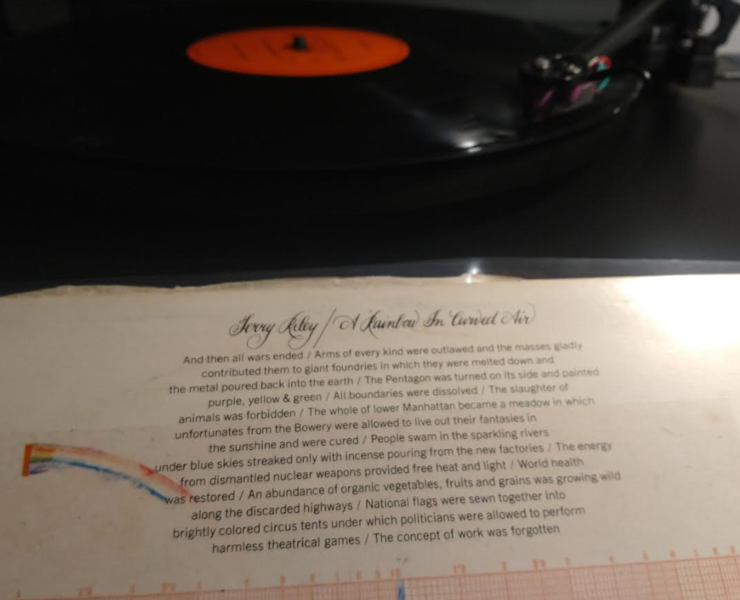 Terry Riley / A Rainbow In Curved Air
And then all wars ended / Arms of every kind were outlawed and the masses gladly
contributed them to giant foundries in which they were melted down and
the metal poured back into the earth / The Pentagon was turned on its side and painted
purple, yellow & green / All boundaries were dissolved / The slaughter of
animals was forbidden / The whole of lower Manhattan became a meadow in which
unfortunates from the Bowery were allowed to live out their fantasies in
the sunshine and were cured / People swam in the sparkling rivers
under blue skies streaked only with incense pouring from the new factories / The energy
from dismantled nuclear weapons provided free heat and light / World health
was restored / An abundance of organic vegetables, fruits and grains was growing wild
along the discarded highways / National flags were sewn together into
brightly colored circus tents under which politicians were allowed to perform
harmless theatrical games / The concept of work was forgotten